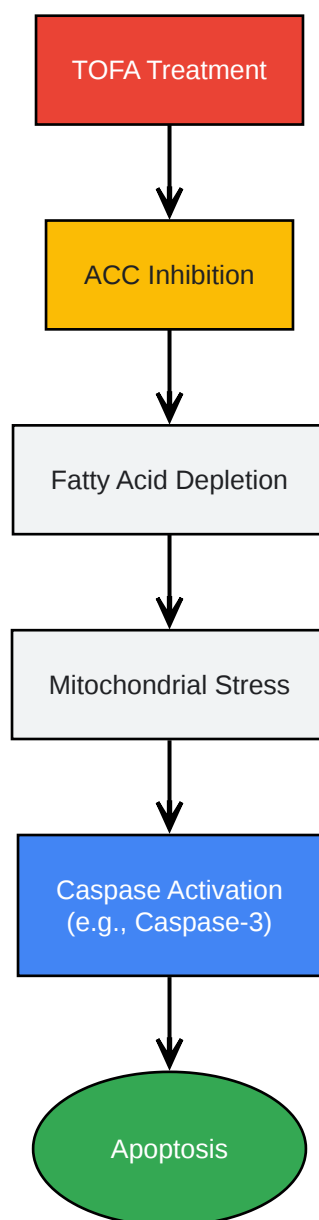 TOFA Treatment
ACC Inhibition
Fatty Acid Depletion
Mitochondrial Stress
Caspase Activation
(e.g., Caspase-3)
Apoptosis